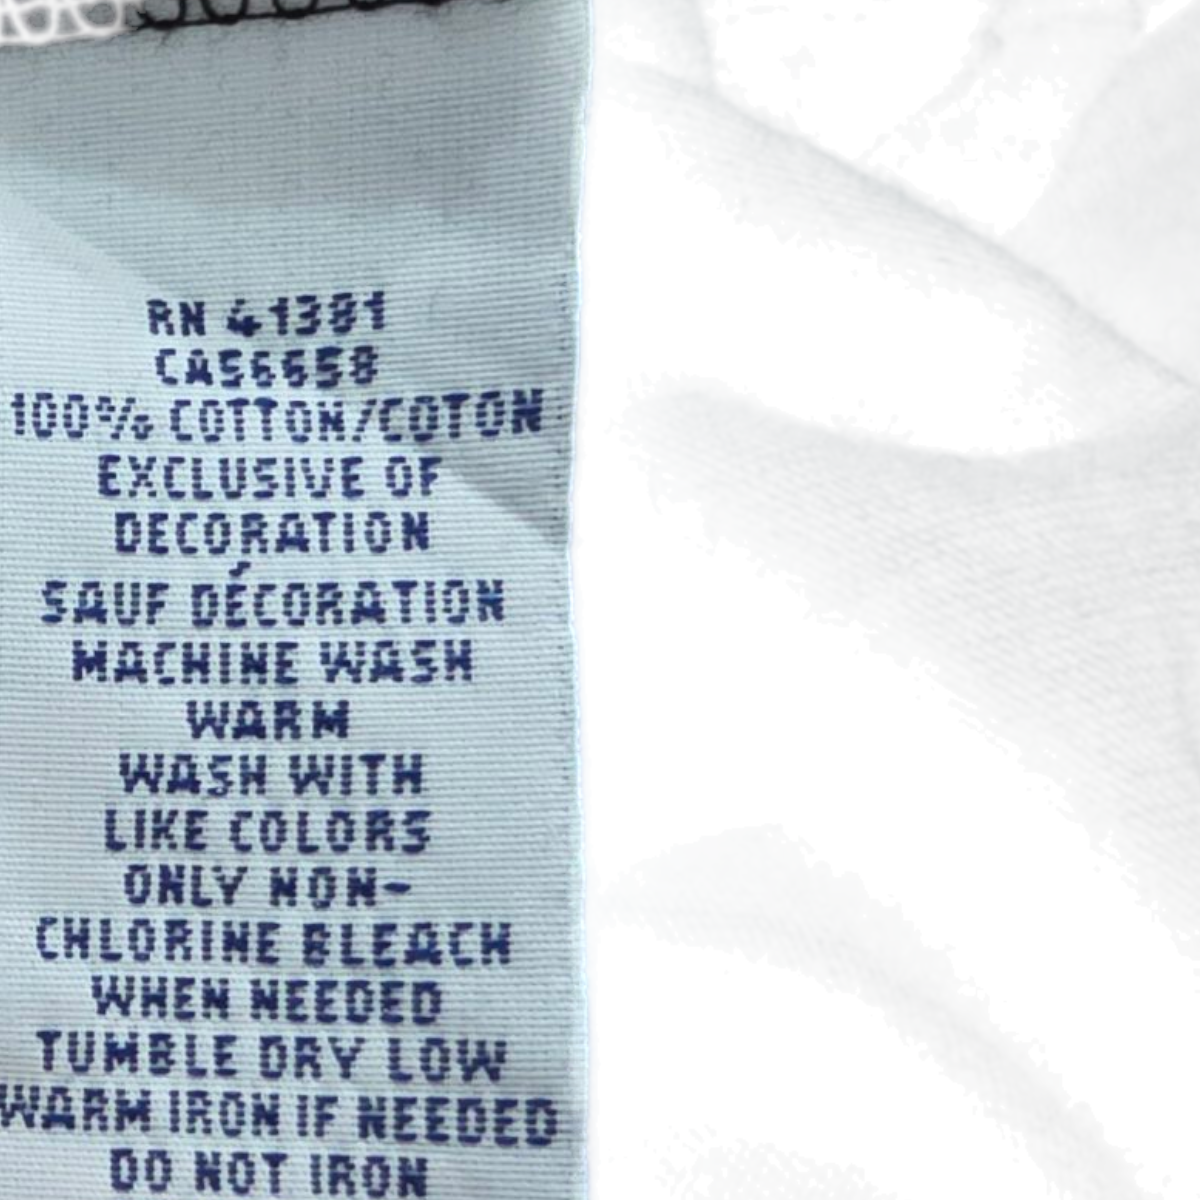 RN 41381
CA56658
100% COTTON/COTON
EXCLUSIVE OF
DECORATION
SAUF DÉCORATION
MACHINE WASH
WARM
WASH WITH
LIKE COLORS
ONLY NON-
CHLORINE BLEACH
WHEN NEEDED
TUMBLE DRY LOW
WARM IRON IF NEEDED
DO NOT IRON